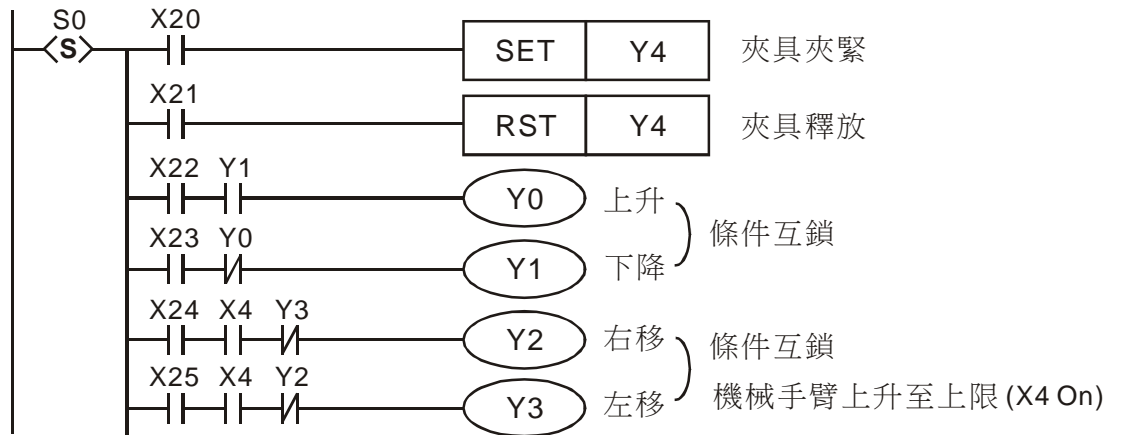 S0 X20
S SET Y4 夾具夾緊
X21
RST Y4 夾具釋放
X22 Y1
Y0 上升
條件互鎖
X23 Y0
Y1 下降
X24 X4 Y3
Y2 右移
條件互鎖
X25 X4 Y2
Y3 左移
機械手臂上升至上限 (X4 On)